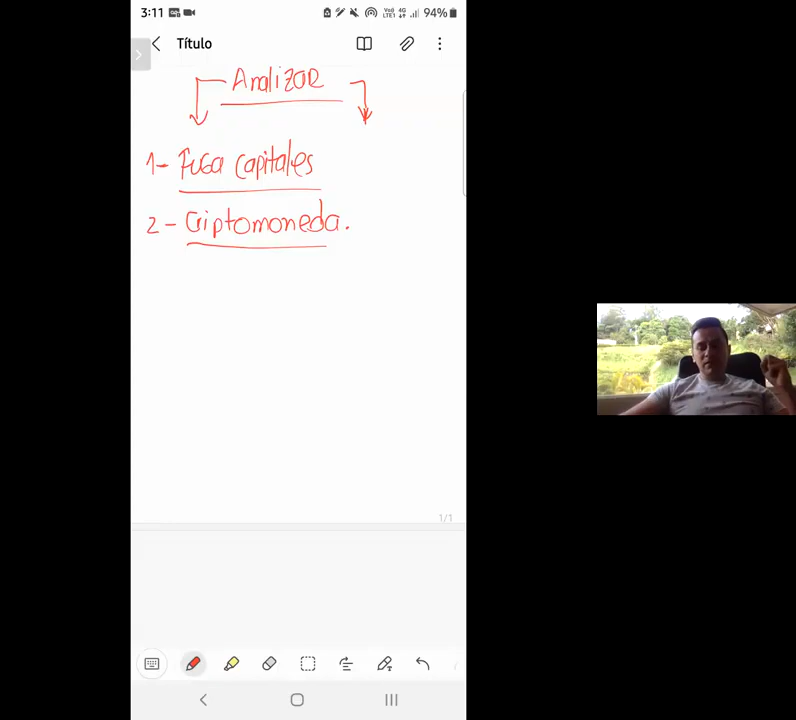 3:11 94%
Título
Analizar
1- Fuga capitales
2- Criptomoneda.
1/1